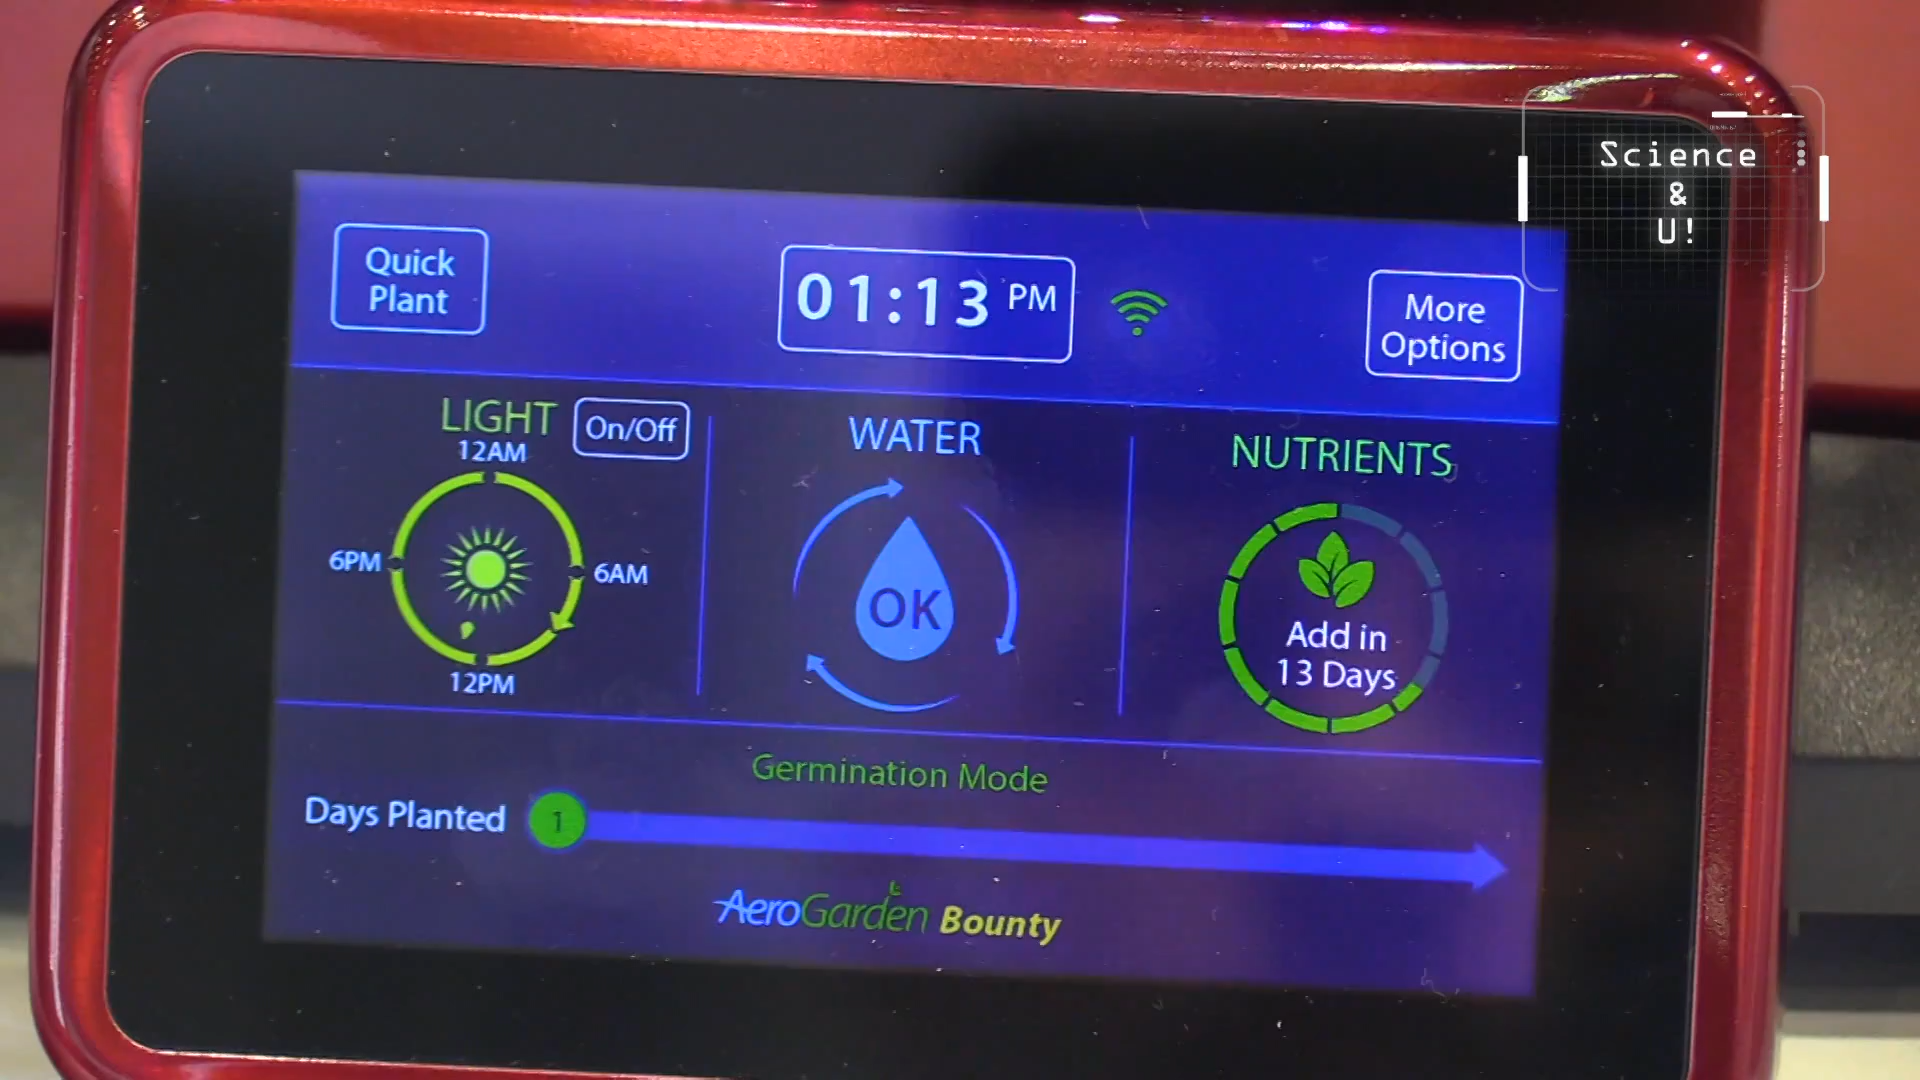 Science
&
U!
Quick
Plant
01:13 PM
More
Options
LIGHT
On/Off
12AM
6PM
6AM
12PM
WATER
OK
NUTRIENTS
Add in
13 Days
Germination Mode
Days Planted
1
AeroGarden Bounty